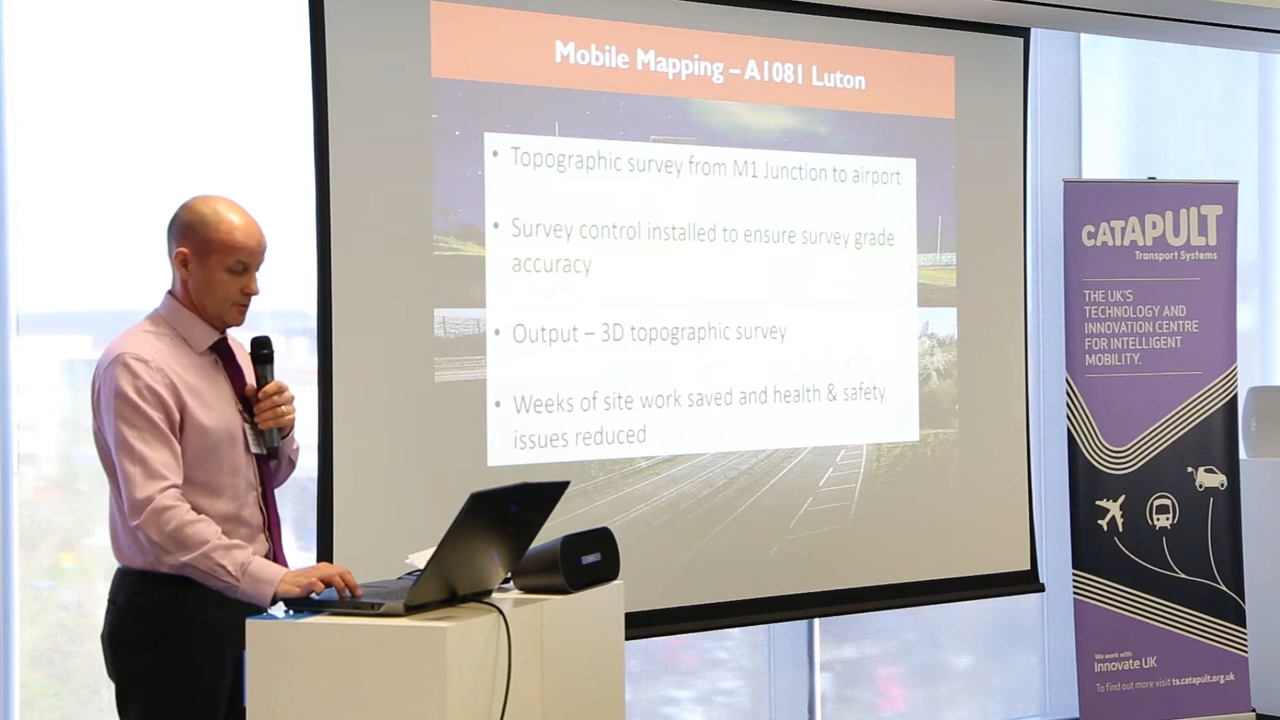 Mobile Mapping – A1081 Luton
• Topographic survey from M1 Junction to airport
• Survey control installed to ensure survey grade
accuracy
• Output – 3D topographic survey
• Weeks of site work saved and health & safety
issues reduced
CATAPULT
Transport Systems
THE UK'S
TECHNOLOGY AND
INNOVATION CENTRE
FOR INTELLIGENT
MOBILITY.
We work with
Innovate UK
To find out more visit ts.catapult.org.uk